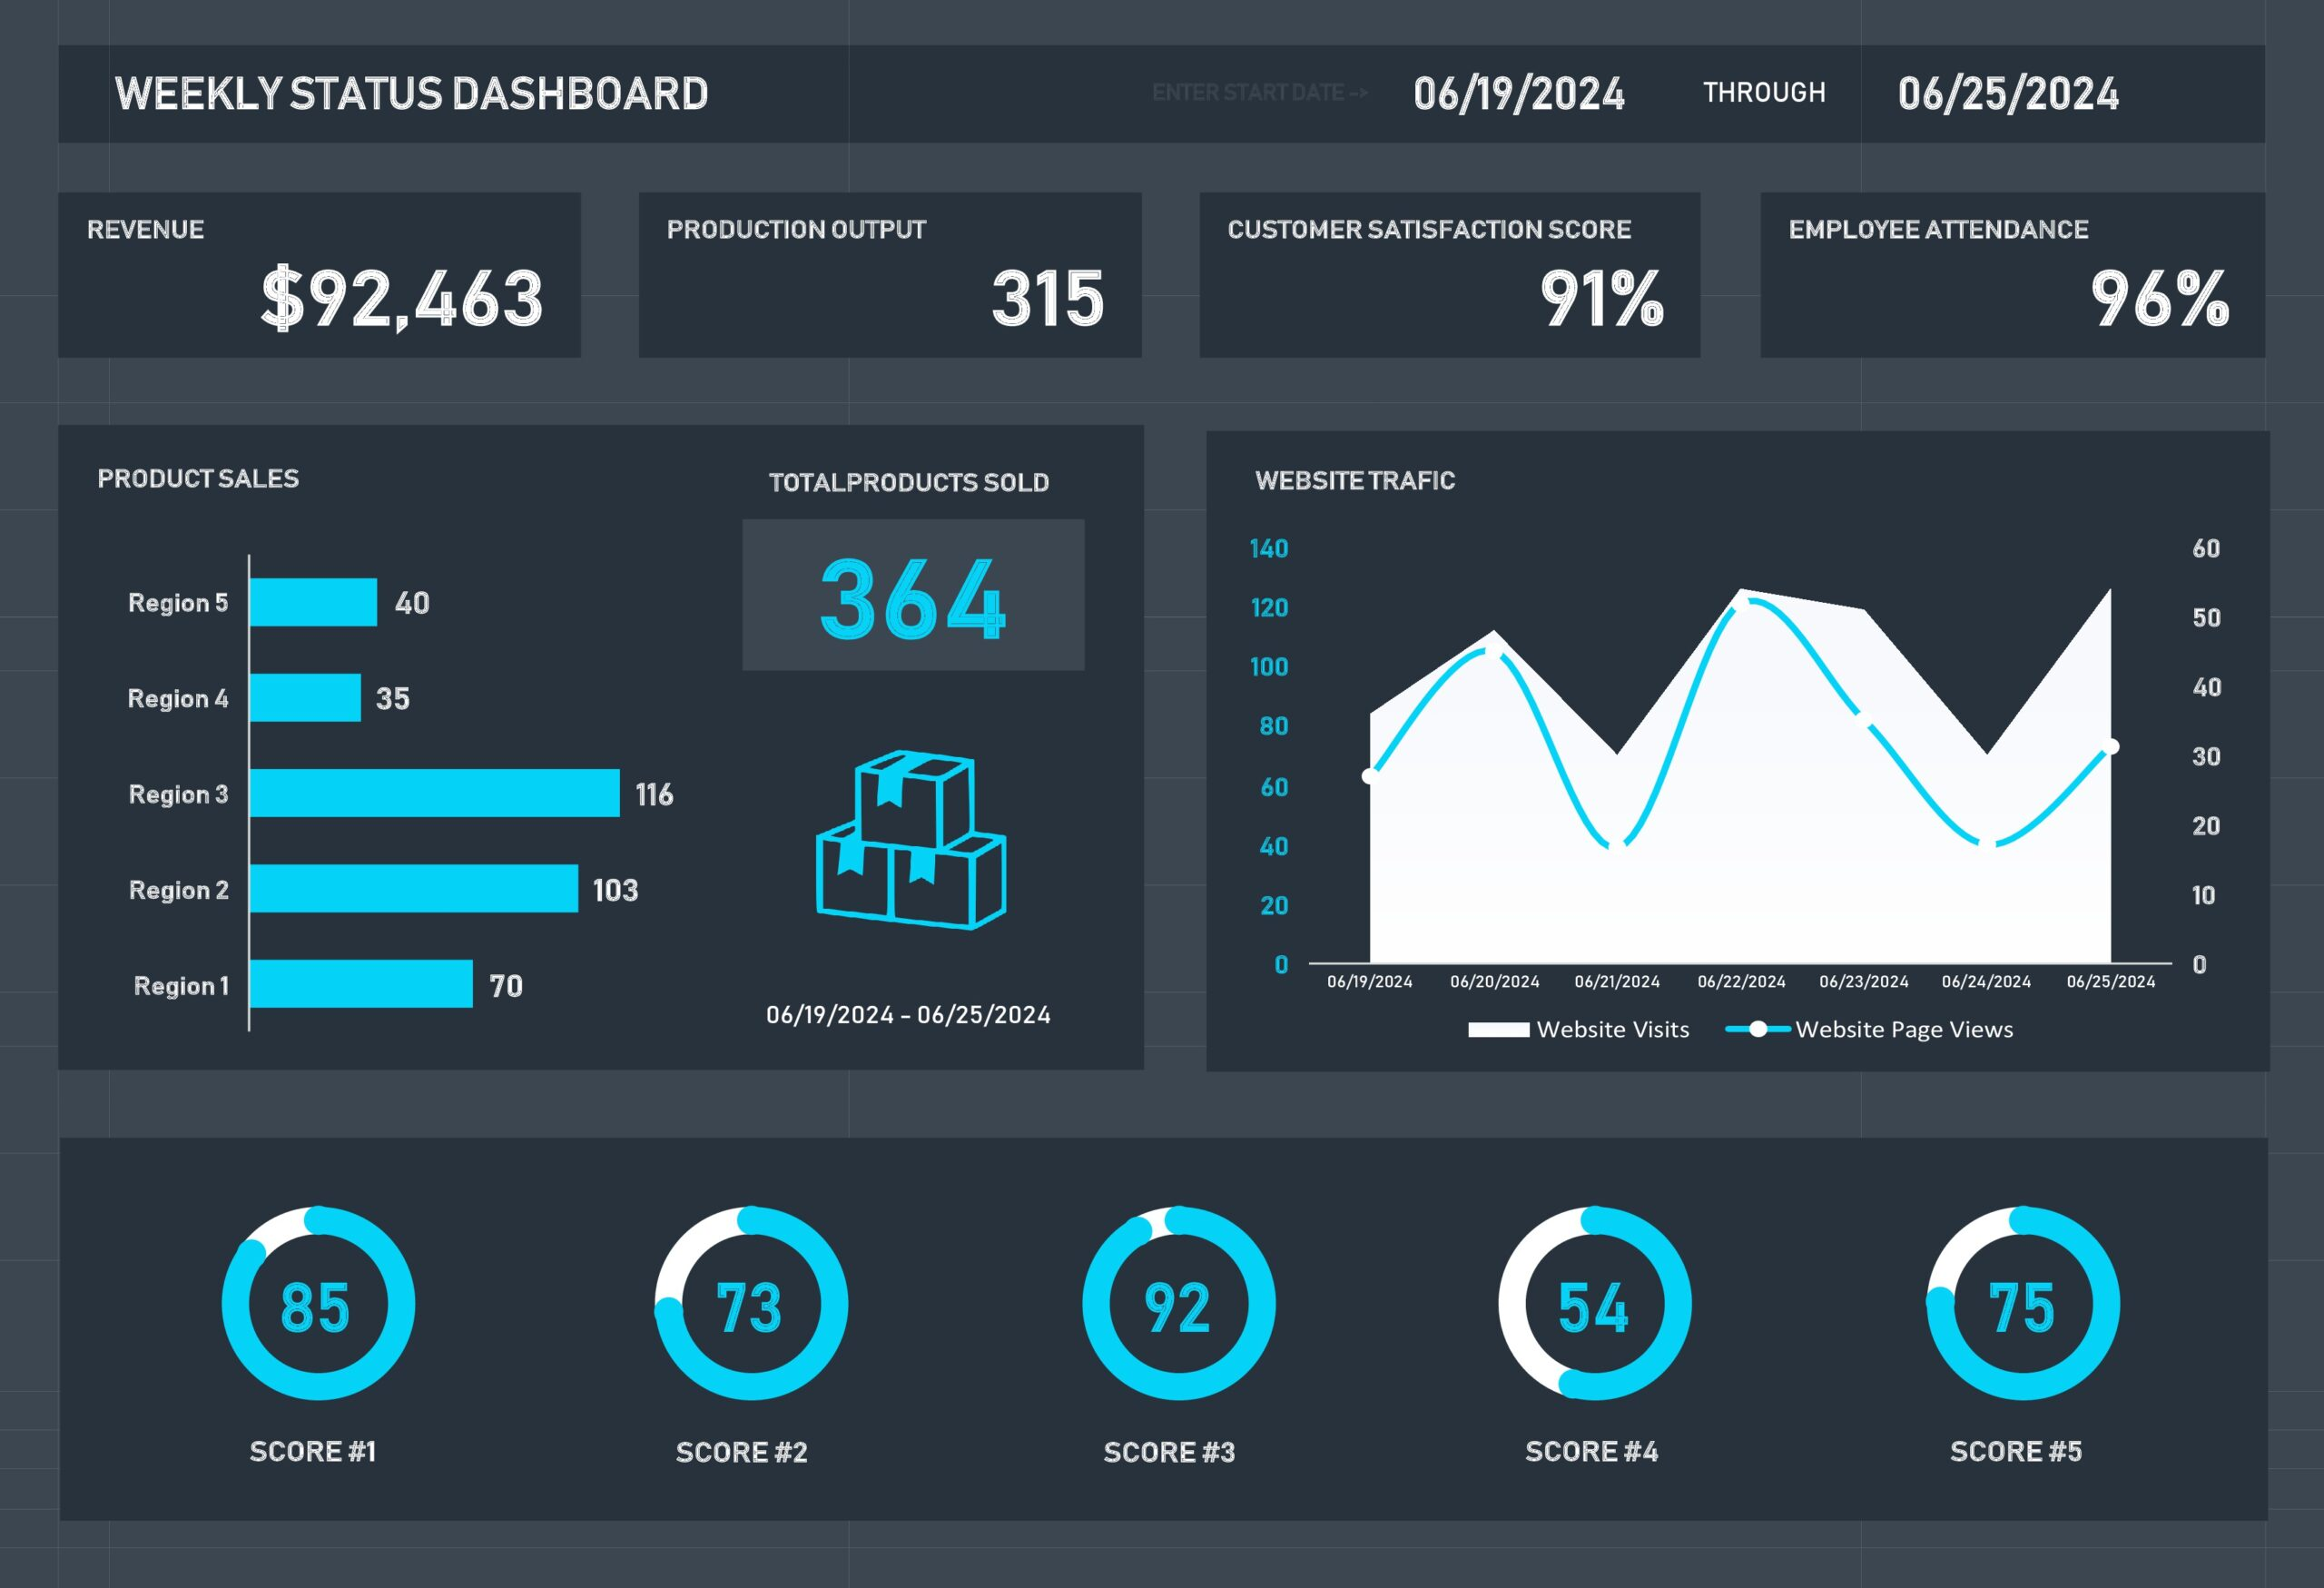 WEEKLY STATUS DASHBOARD
ENTER START DATE ->
06/19/2024
THROUGH
06/25/2024
REVENUE
$92,463
PRODUCTION OUTPUT
315
CUSTOMER SATISFACTION SCORE
91%
EMPLOYEE ATTENDANCE
96%
PRODUCT SALES
Region 5
40
Region 4
35
Region 3
116
Region 2
103
Region 1
70
TOTALPRODUCTS SOLD
364
06/19/2024 - 06/25/2024
WEBSITE TRAFIC
140
120
100
80
60
40
20
0
60
50
40
30
20
10
0
06/19/2024
06/20/2024
06/21/2024
06/22/2024
06/23/2024
06/24/2024
06/25/2024
Website Visits
Website Page Views
85
SCORE #1
73
SCORE #2
92
SCORE #3
54
SCORE #4
75
SCORE #5